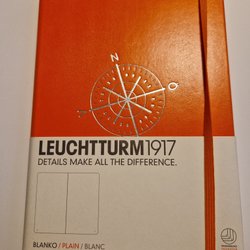 N
LEUCHTTURM1917
DETAILS MAKE ALL THE DIFFERENCE.
BLANKO / PLAIN / BLANC